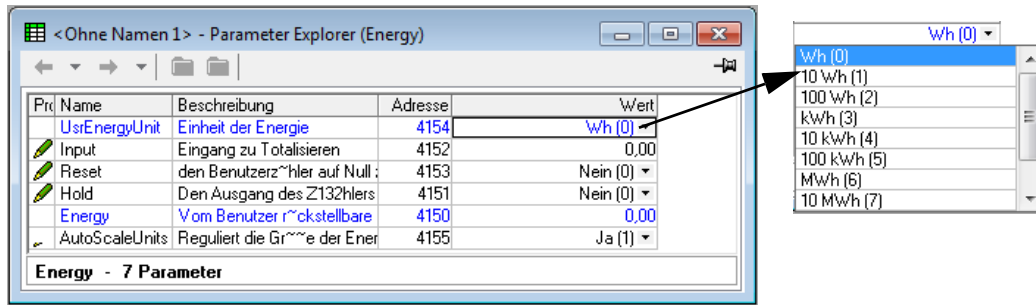 <Ohne Namen 1> - Parameter Explorer (Energy)
Pro Name Beschreibung Adresse Wert
UsrEnergyUnit Einheit der Energie 4154 Wh (0)
Input Eingang zu Totalisieren 4152 0,00
Reset den Benutzerz~hler auf Null : 4153 Nein (0)
Hold Den Ausgang des Z132hlers 4151 Nein (0)
Energy Vom Benutzer r~ckstellbare 4150 0,00
AutoScaleUnits Reguliert die Gr~~e der Ener 4155 Ja (1)
Energy - 7 Parameter
Wh (0)
Wh (0)
10 Wh (1)
100 Wh (2)
kWh (3)
10 kWh (4)
100 kWh (5)
MWh (6)
10 MWh (7)